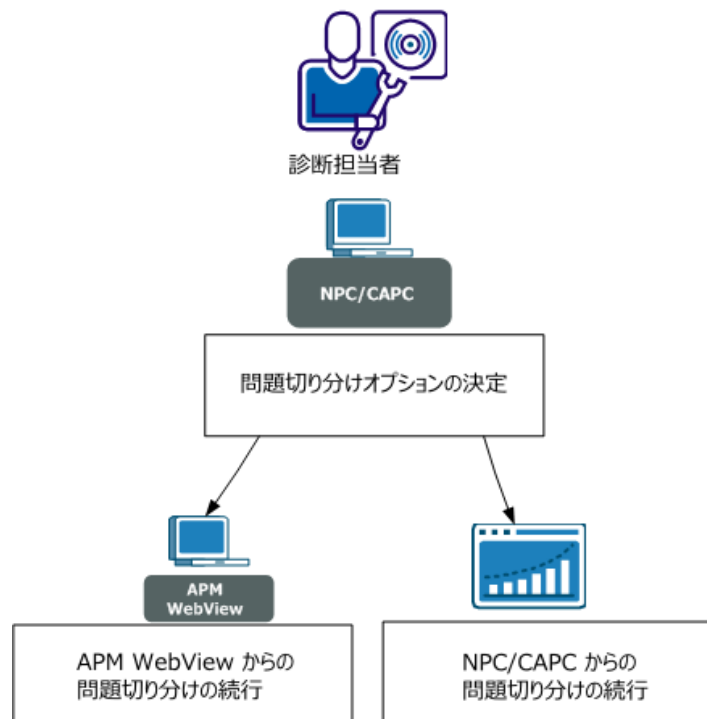 診断担当者
NPC/CAPC
問題切り分けオプションの決定
APM
WebView
APM WebView からの
問題切り分けの続行
NPC/CAPC からの
問題切り分けの続行